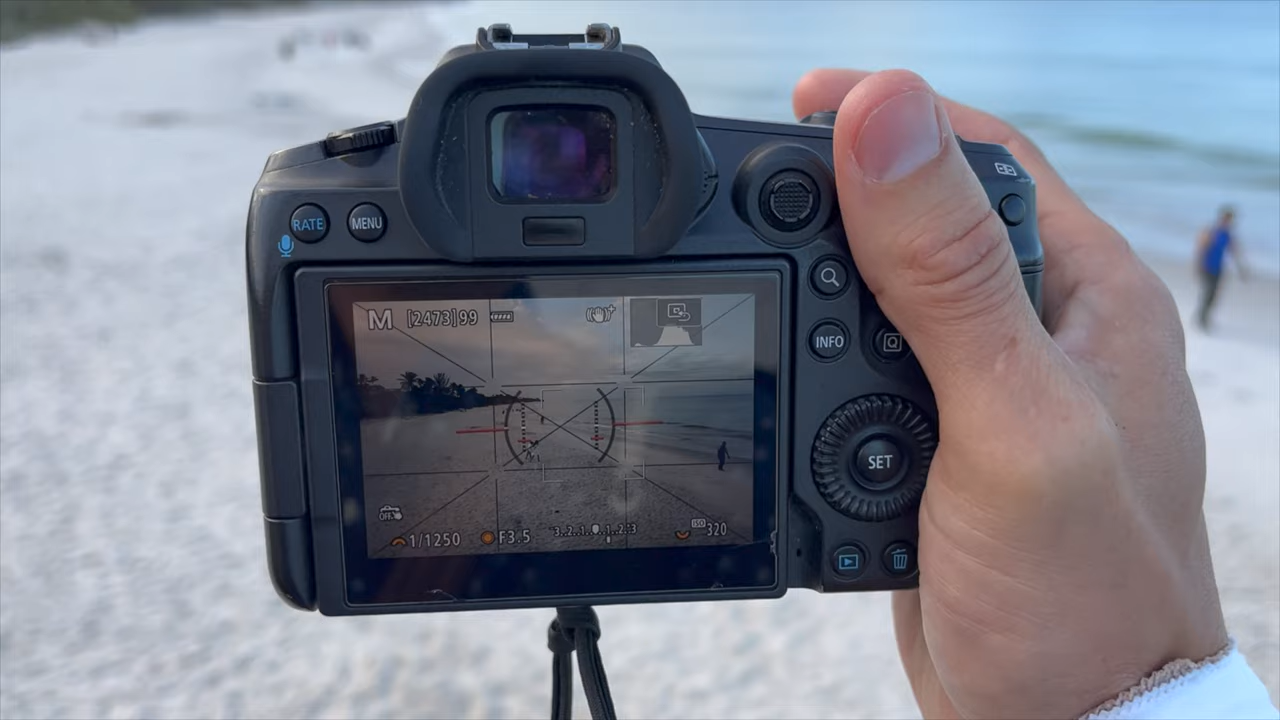 RATE
MENU
M [2473]99
INFO
Q
SET
OFF
1/1250 F3.5 3..2..1..0..1..2..:3 ISO 320